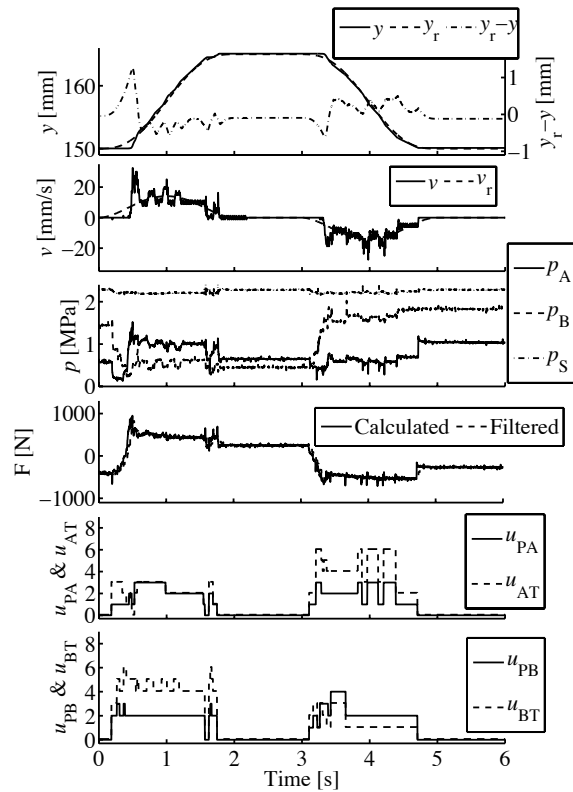 y y_r y_r−y
y [mm]
160
150
1
0
−1
y_r−y [mm]
v v_r
v [mm/s]
20
0
−20
p_A
p_B
p_S
p [MPa]
2
1
0
Calculated Filtered
F [N]
1000
0
−1000
u_PA
u_AT
u_PA & u_AT
8
6
4
2
0
u_PB
u_BT
u_PB & u_BT
8
6
4
2
0
0 1 2 3 4 5 6
Time [s]